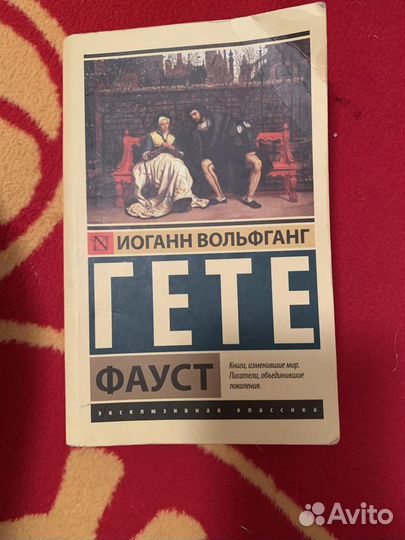 N
ИОГАНН ВОЛЬФГАНГ
ГЕТЕ
ФАУСТ
Книги, изменившие мир.
Писатели, объединившие
поколения.
эксклюзивная классика
Avito